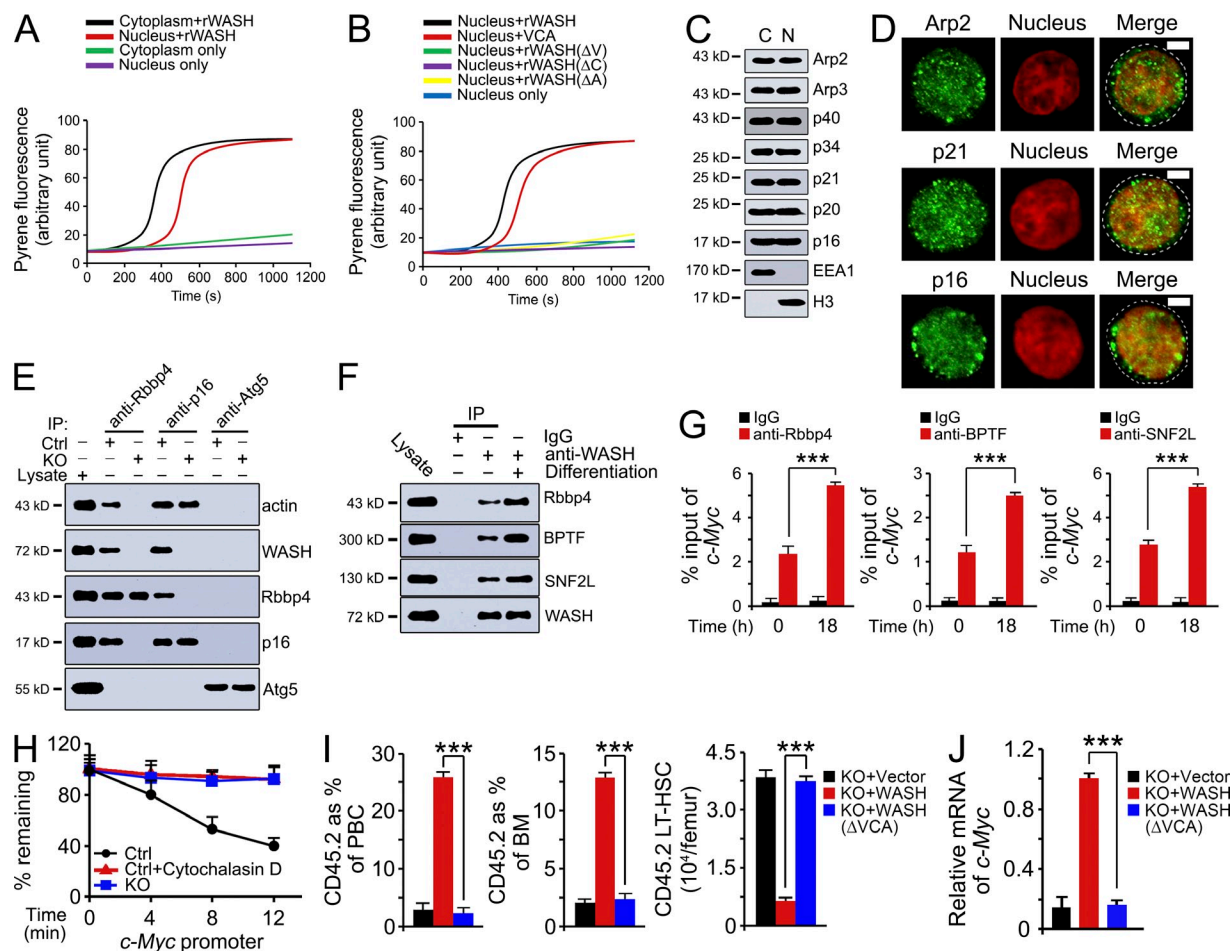 A
Cytoplasm+rWASH
Nucleus+rWASH
Cytoplasm only
Nucleus only
Pyrene fluorescence
(arbitrary unit)
100
80
60
40
20
0
0 200 400 600 800 1000 1200
Time (s)
B
Nucleus+rWASH
Nucleus+VCA
Nucleus+rWASH(ΔV)
Nucleus+rWASH(ΔC)
Nucleus+rWASH(ΔA)
Nucleus only
Pyrene fluorescence
(arbitrary unit)
100
80
60
40
20
0
0 200 400 600 800 1000 1200
Time (s)
C
C N
43 kD Arp2
43 kD Arp3
43 kD p40
25 kD p34
25 kD p21
25 kD p20
17 kD p16
170 kD EEA1
17 kD H3
D
Arp2 Nucleus Merge
p21 Nucleus Merge
p16 Nucleus Merge
E
anti-Rbbp4
anti-p16
anti-Atg5
IP:
Ctrl – + – + – + –
KO – – + – + – +
Lysate + – – – – – –
43 kD actin
72 kD WASH
43 kD Rbbp4
17 kD p16
55 kD Atg5
F
IP
Lysate + – – IgG
– + + anti-WASH
– – + Differentiation
43 kD Rbbp4
300 kD BPTF
130 kD SNF2L
72 kD WASH
G
IgG
anti-Rbbp4
***
% input of
c-Myc
6
4
2
0
Time (h) 0 18
IgG
anti-BPTF
***
% input of
c-Myc
3
2
1
0
Time (h) 0 18
IgG
anti-SNF2L
***
% input of
c-Myc
6
4
2
0
Time (h) 0 18
H
% remaining
120
80
40
0
Ctrl
Ctrl+Cytochalasin D
KO
Time
(min)
0 4 8 12
c-Myc promoter
I
CD45.2 as %
of PBC
30
20
10
0
***
CD45.2 as %
of BM
15
10
5
0
***
CD45.2 LT-HSC
(10⁴/femur)
4.5
3.0
1.5
0
***
KO+Vector
KO+WASH
KO+WASH
(ΔVCA)
J
Relative mRNA
of c-Myc
1.2
0.8
0.4
0
***
KO+Vector
KO+WASH
KO+WASH
(ΔVCA)